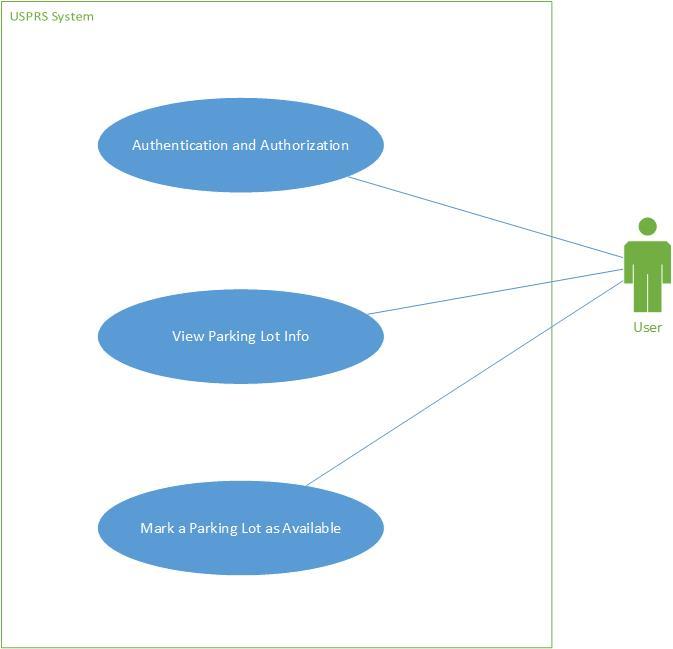 USPRS System
Authentication and Authorization
View Parking Lot Info
User
Mark a Parking Lot as Available